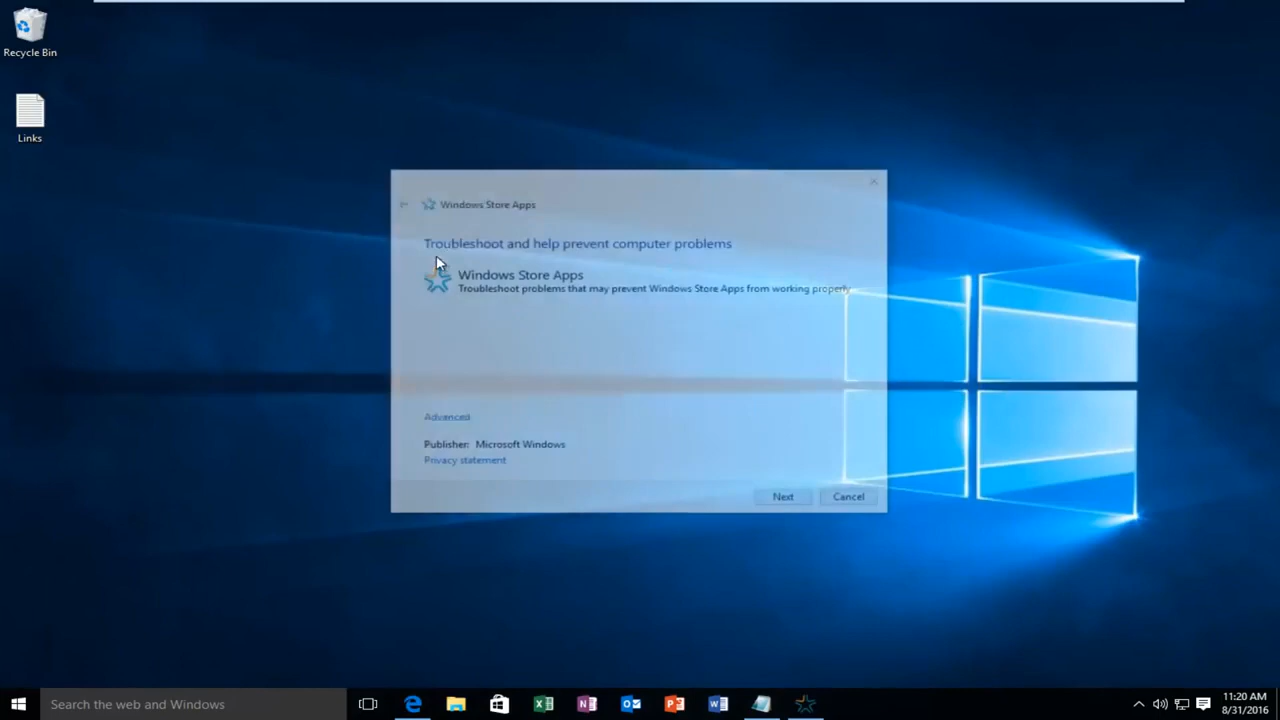 Recycle Bin
Links
Windows Store Apps
Troubleshoot and help prevent computer problems
Windows Store Apps
Troubleshoot problems that may prevent Windows Store Apps from working properly
Advanced
Publisher: Microsoft Windows
Privacy statement
Next Cancel
Search the web and Windows
11:20 AM
8/31/2016